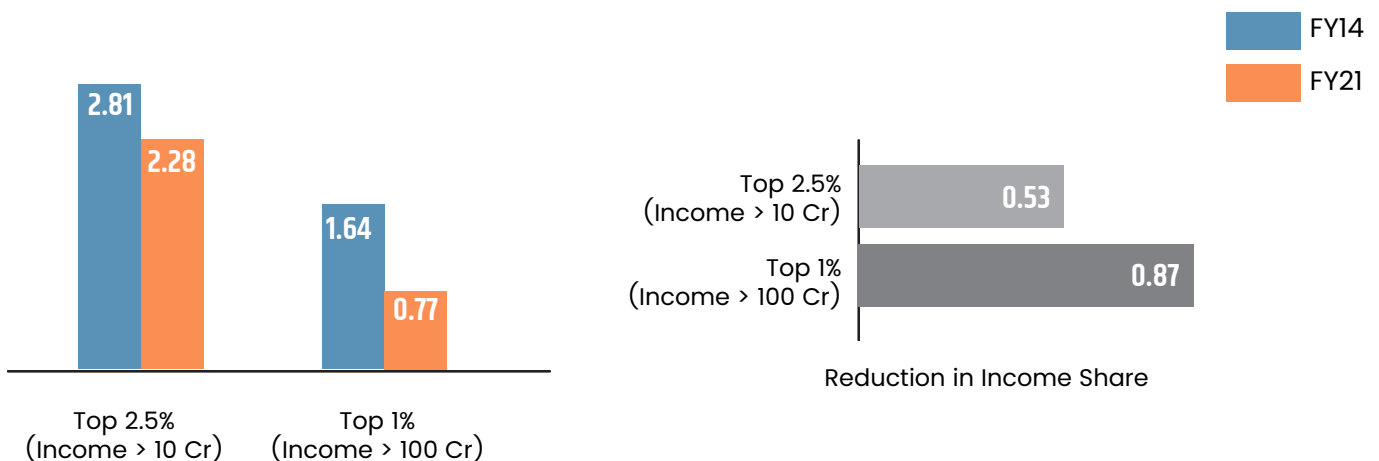 FY14
FY21
2.81
2.28
1.64
0.77
Top 2.5%
(Income > 10 Cr)
Top 1%
(Income > 100 Cr)
Top 2.5%
(Income > 10 Cr)
0.53
Top 1%
(Income > 100 Cr)
0.87
Reduction in Income Share